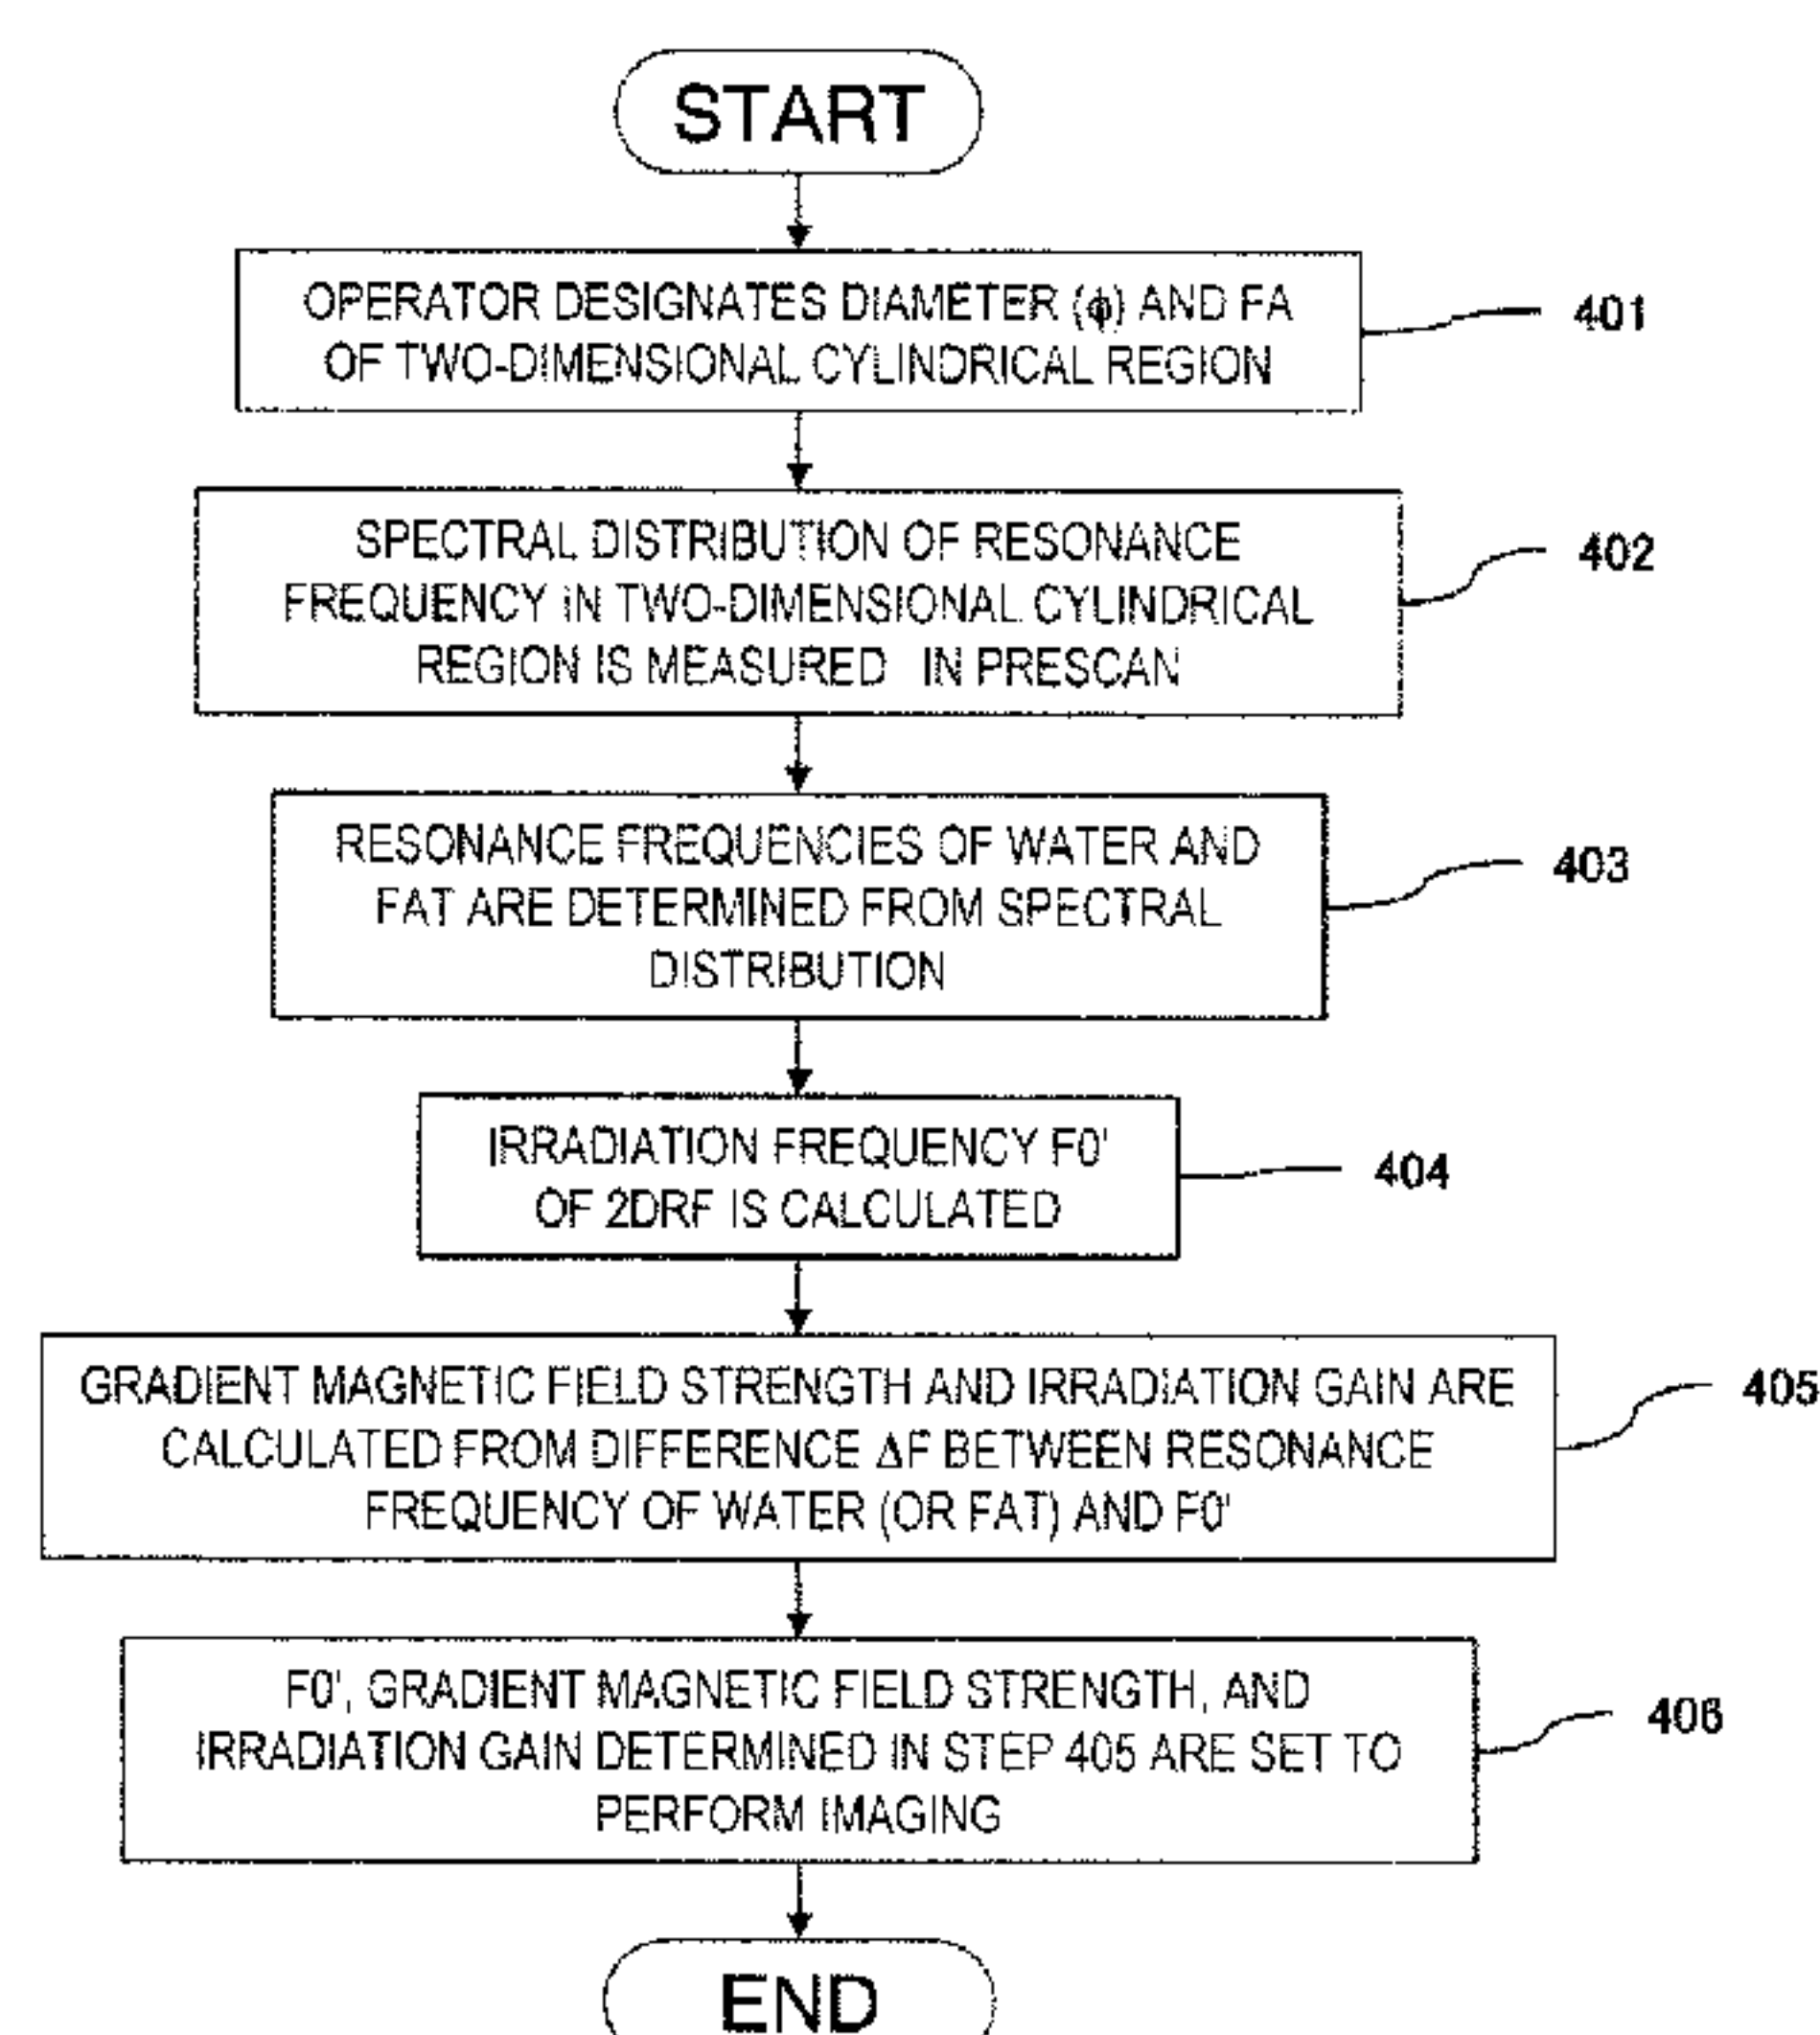 START
OPERATOR DESIGNATES DIAMETER (ϕ) AND FA
OF TWO-DIMENSIONAL CYLINDRICAL REGION
401
SPECTRAL DISTRIBUTION OF RESONANCE
FREQUENCY IN TWO-DIMENSIONAL CYLINDRICAL
REGION IS MEASURED IN PRESCAN
402
RESONANCE FREQUENCIES OF WATER AND
FAT ARE DETERMINED FROM SPECTRAL
DISTRIBUTION
403
IRRADIATION FREQUENCY F0'
OF 2DRF IS CALCULATED
404
GRADIENT MAGNETIC FIELD STRENGTH AND IRRADIATION GAIN ARE
CALCULATED FROM DIFFERENCE ΔF BETWEEN RESONANCE
FREQUENCY OF WATER (OR FAT) AND F0'
405
F0', GRADIENT MAGNETIC FIELD STRENGTH, AND
IRRADIATION GAIN DETERMINED IN STEP 405 ARE SET TO
PERFORM IMAGING
406
END